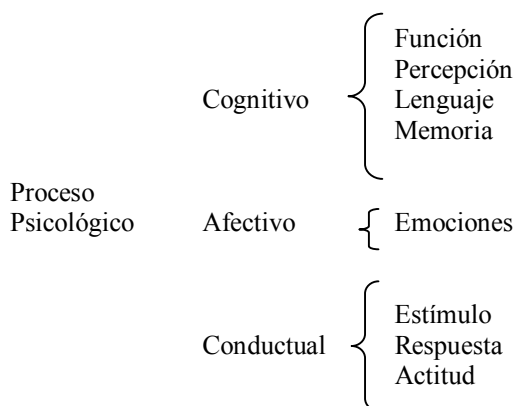 Función
Percepción
Cognitivo
Lenguaje
Memoria
Proceso
Psicológico
Afectivo
Emociones
Estímulo
Conductual
Respuesta
Actitud